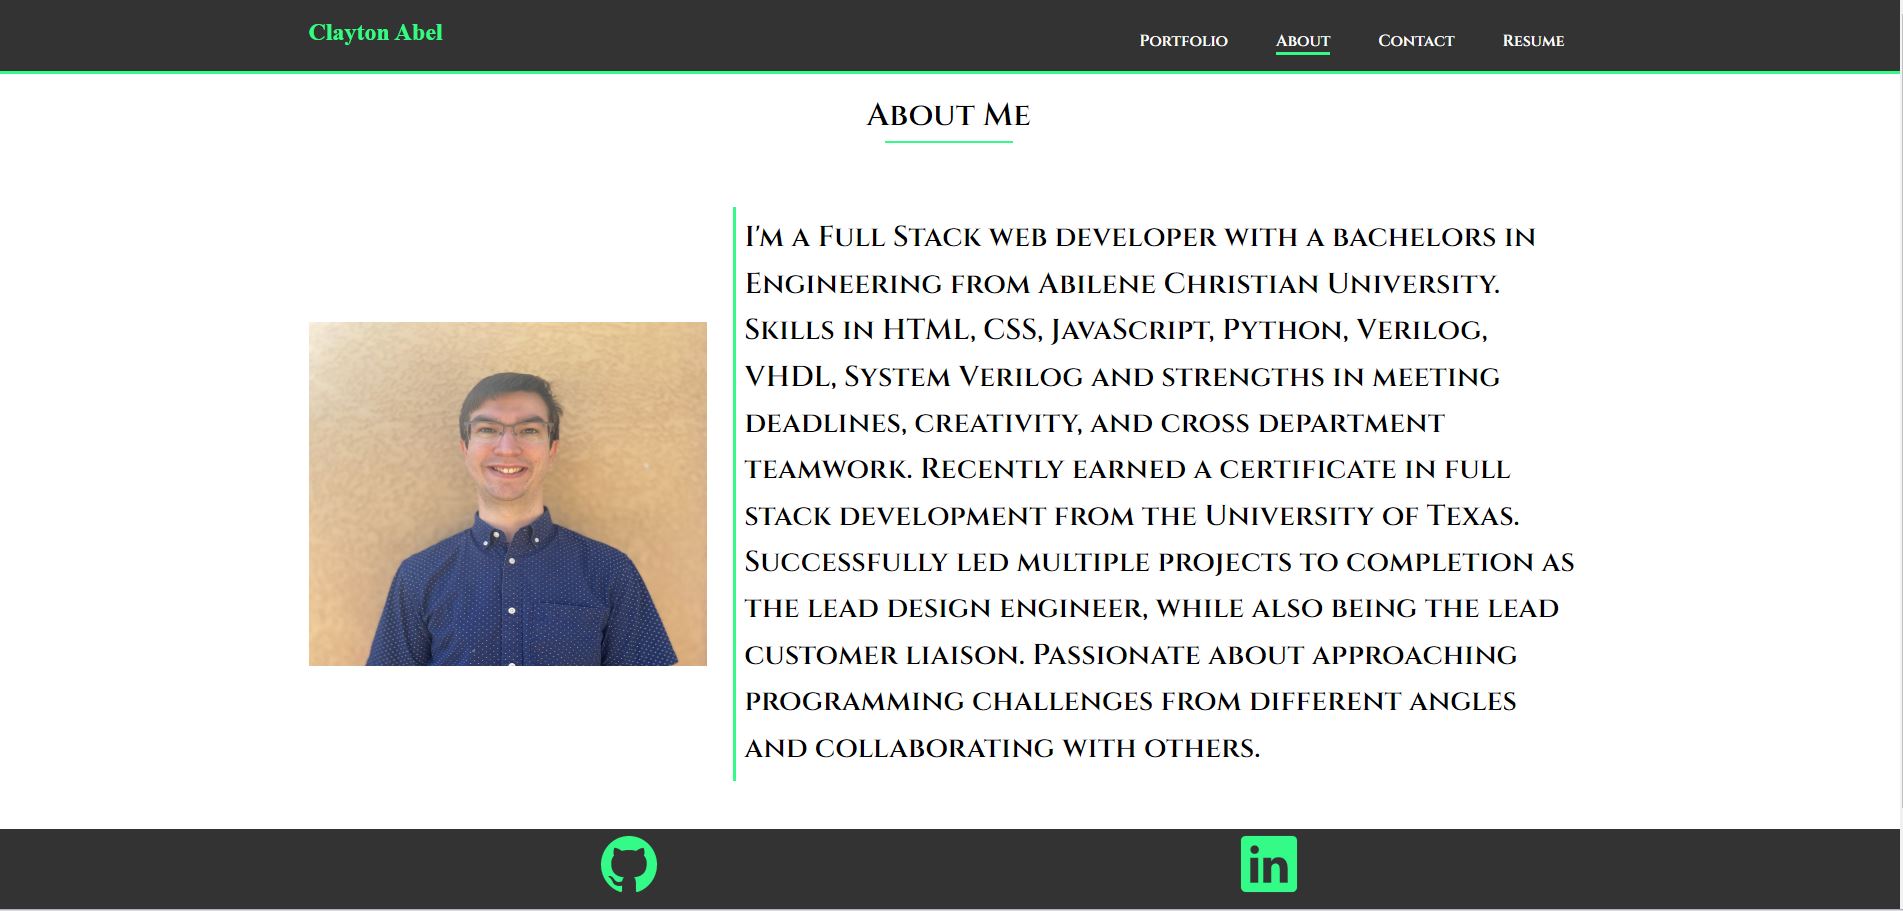 Clayton Abel
Portfolio About Contact Resume
About Me
I'm a Full Stack web developer with a bachelors in
Engineering from Abilene Christian University.
Skills in HTML, CSS, JavaScript, Python, Verilog,
VHDL, System Verilog and strengths in meeting
deadlines, creativity, and cross department
teamwork. Recently earned a certificate in full
stack development from the University of Texas.
Successfully led multiple projects to completion as
the lead design engineer, while also being the lead
customer liaison. Passionate about approaching
programming challenges from different angles
and collaborating with others.
in